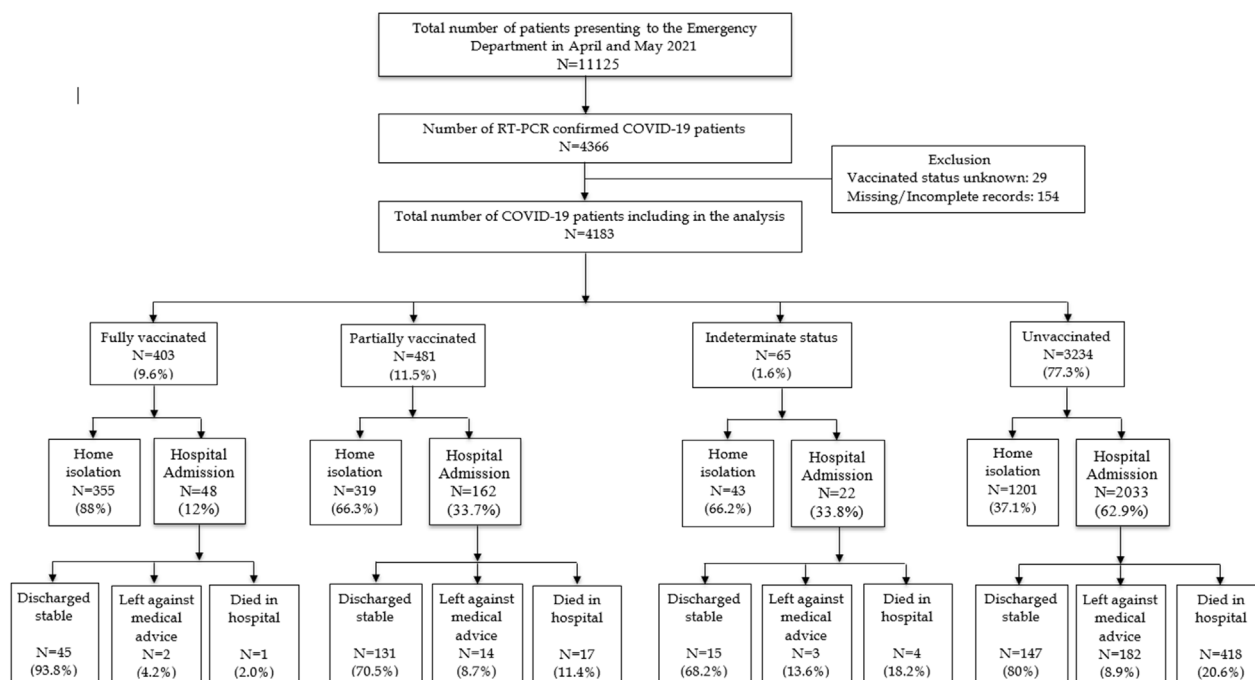 Total number of patients presenting to the Emergency
Department in April and May 2021
N=11125
Number of RT-PCR confirmed COVID-19 patients
N=4366
Exclusion
Vaccinated status unknown: 29
Missing/Incomplete records: 154
Total number of COVID-19 patients including in the analysis
N=4183
Fully vaccinated
N=403
(9.6%)
Partially vaccinated
N=481
(11.5%)
Indeterminate status
N=65
(1.6%)
Unvaccinated
N=3234
(77.3%)
Home
isolation
N=355
(88%)
Hospital
Admission
N=48
(12%)
Home
isolation
N=319
(66.3%)
Hospital
Admission
N=162
(33.7%)
Home
isolation
N=43
(66.2%)
Hospital
Admission
N=22
(33.8%)
Home
isolation
N=1201
(37.1%)
Hospital
Admission
N=2033
(62.9%)
Discharged
stable
N=45
(93.8%)
Left against
medical
advice
N=2
(4.2%)
Died in
hospital
N=1
(2.0%)
Discharged
stable
N=131
(70.5%)
Left against
medical
advice
N=14
(8.7%)
Died in
hospital
N=17
(11.4%)
Discharged
stable
N=15
(68.2%)
Left against
medical
advice
N=3
(13.6%)
Died in
hospital
N=4
(18.2%)
Discharged
stable
N=147
(80%)
Left against
medical
advice
N=182
(8.9%)
Died in
hospital
N=418
(20.6%)